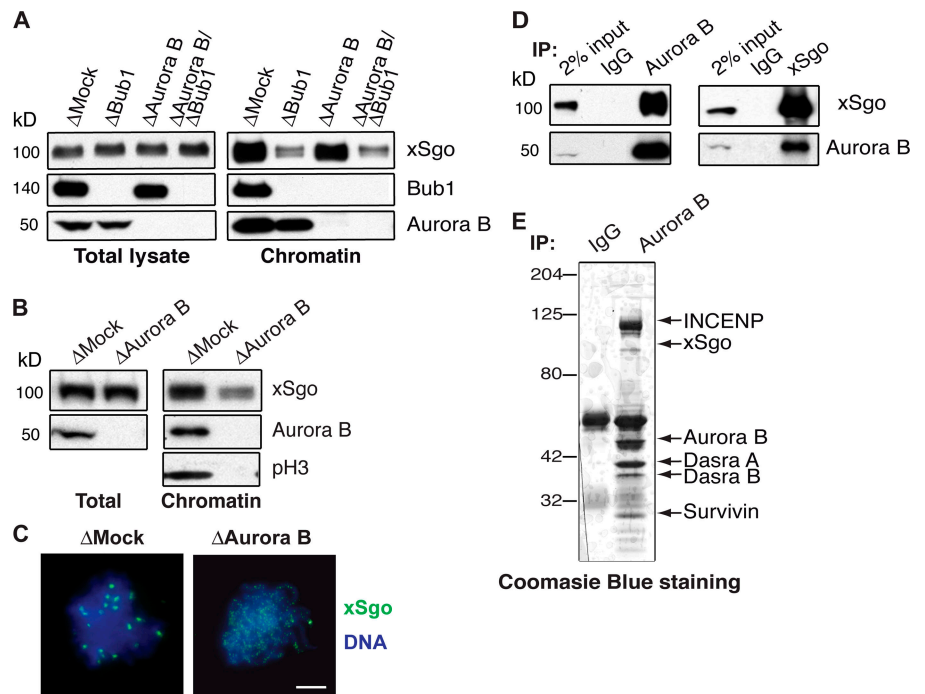 A
ΔMock
ΔBub1
ΔAurora B
ΔAurora B/
ΔBub1
ΔMock
ΔBub1
ΔAurora B
ΔAurora B/
ΔBub1
kD
100
xSgo
140
Bub1
50
Aurora B
Total lysate
Chromatin
B
ΔMock
ΔAurora B
ΔMock
ΔAurora B
kD
100
xSgo
50
Aurora B
pH3
Total
Chromatin
C
ΔMock
ΔAurora B
xSgo
DNA
D
IP:
2% input
IgG
Aurora B
2% input
IgG
xSgo
kD
100
xSgo
50
Aurora B
E
IP:
IgG
Aurora B
204
125
INCENP
xSgo
80
Aurora B
42
Dasra A
Dasra B
32
Survivin
Coomasie Blue staining